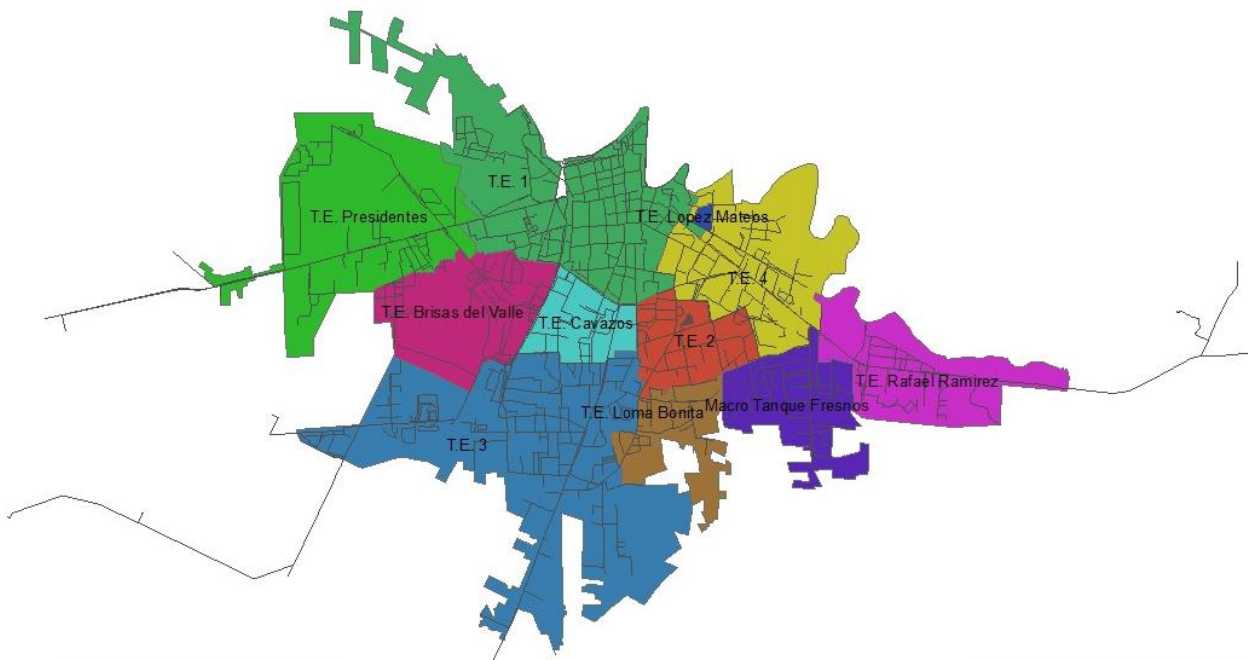 T.E. 1
T.E. Presidentes
T.E. Lopez Mateos
T.E. 4
T.E. Brisas del Valle
T.E. Cavazos
T.E. 2
T.E. Rafael Ramirez
T.E. Loma Bonita
Macro Tanque Fresnos
T.E. 3